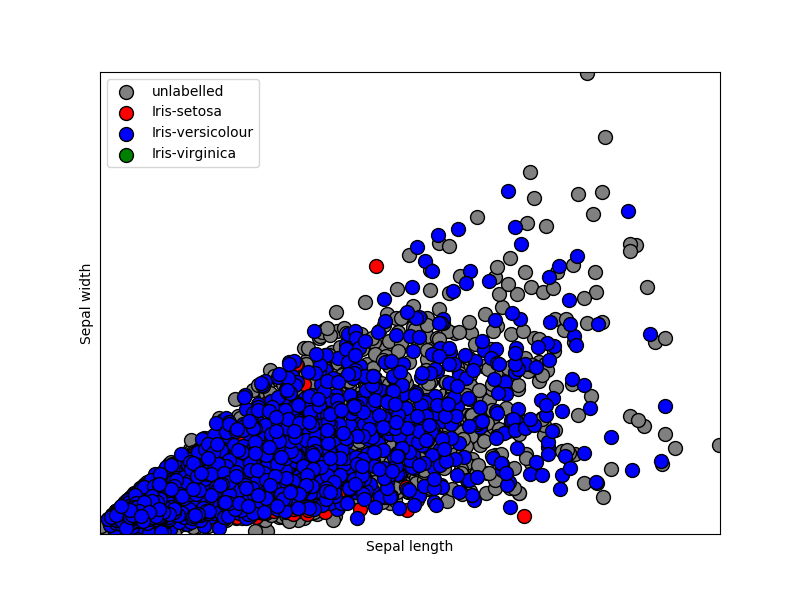 unlabelled
Iris-setosa
Iris-versicolour
Iris-virginica
Sepal width
Sepal length